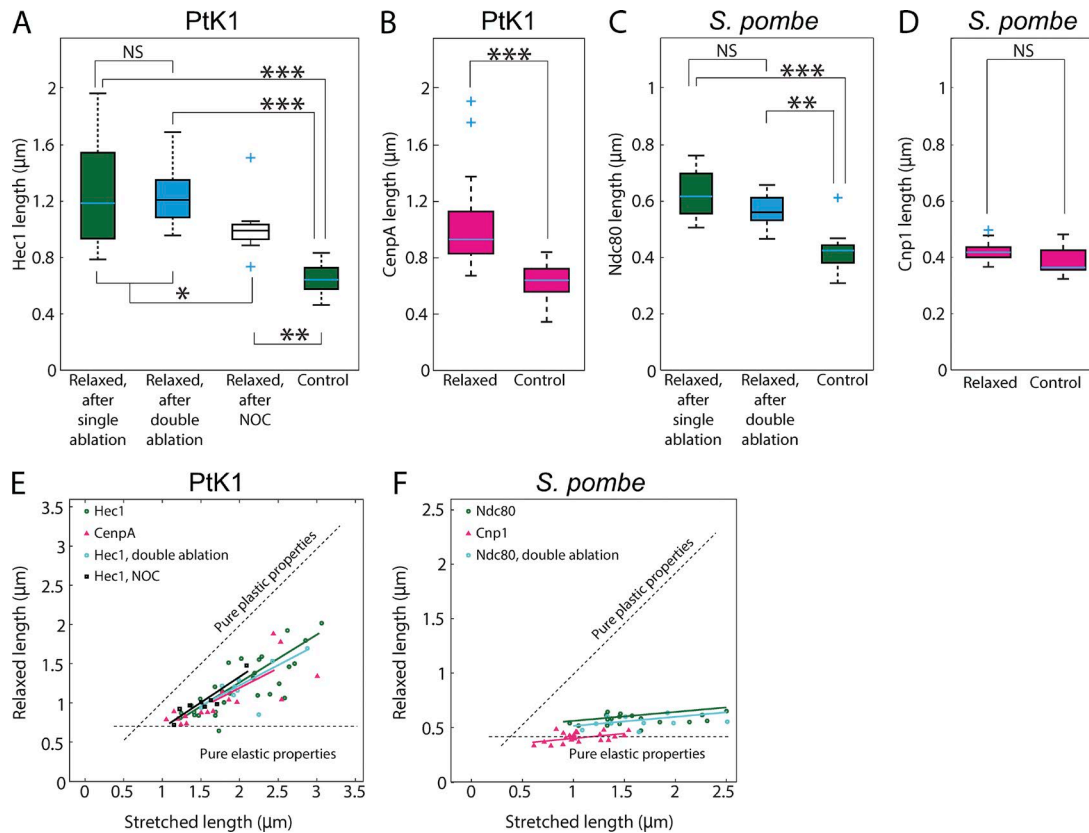 A
PtK1
NS
***
***
*
**
Hec1 length (μm)
2
1.6
1.2
0.8
0.4
0
Relaxed,
after
single
ablation
Relaxed,
after
double
ablation
Relaxed,
after
NOC
Control
B
PtK1
***
CenpA length (μm)
2
1.6
1.2
0.8
0.4
0
Relaxed
Control
C
S. pombe
NS
***
**
Ndc80 length (μm)
1
0.8
0.6
0.4
0.2
0
Relaxed,
after
single
ablation
Relaxed,
after
double
ablation
Control
D
S. pombe
NS
Cnp1 length (μm)
1
0.8
0.6
0.4
0.2
0
Relaxed
Control
E
PtK1
Hec1
CenpA
Hec1, double ablation
Hec1, NOC
Pure plastic properties
Pure elastic properties
Relaxed length (μm)
3.5
3
2.5
2
1.5
1
0.5
0
0 0.5 1 1.5 2 2.5 3 3.5
Stretched length (μm)
F
S. pombe
Ndc80
Cnp1
Ndc80, double ablation
Pure plastic properties
Pure elastic properties
Relaxed length (μm)
2.5
2
1.5
1
0.5
0
0 0.5 1 1.5 2 2.5
Stretched length (μm)